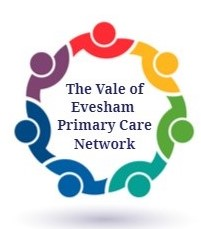 The Vale of
Evesham
Primary Care
Network